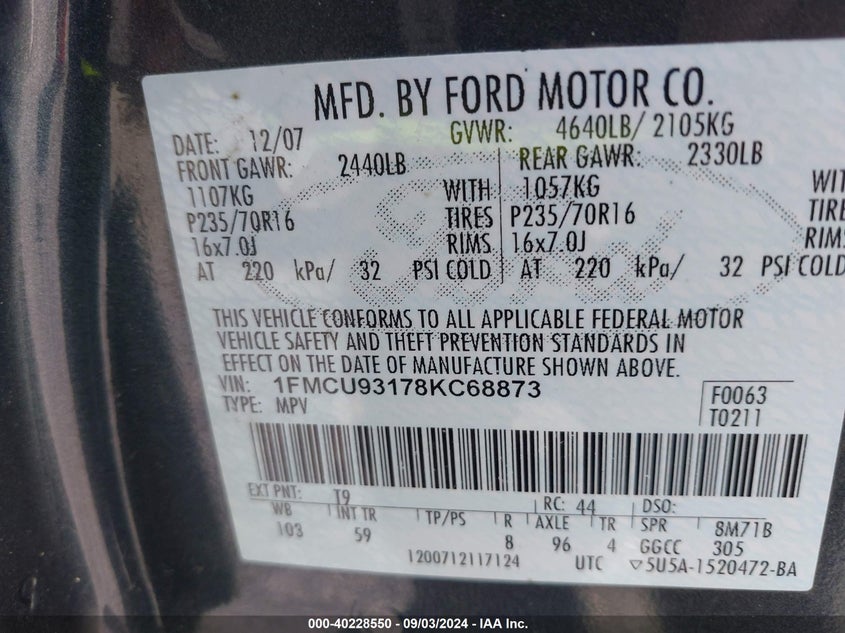 MFD. BY FORD MOTOR CO.
DATE: 12/07 GVWR: 4640LB/ 2105KG
FRONT GAWR: 2440LB REAR GAWR: 2330LB
1107KG WITH 1057KG WIT
P235/70R16 TIRES P235/70R16 TIRE
16x7.0J RIMS 16x7.0J RIMS
AT 220 kPa/ 32 PSI COLD AT 220 kPa/ 32 PSI COLD
THIS VEHICLE CONFORMS TO ALL APPLICABLE FEDERAL MOTOR
VEHICLE SAFETY AND THEFT PREVENTION STANDARDS IN
EFFECT ON THE DATE OF MANUFACTURE SHOWN ABOVE.
VIN: 1FMCU93178KC68873 F0063
TYPE: MPV T0211
EXT PNT: T9 RC: 44 DSO:
WB INT TR TP/PS R AXLE TR SPR 8M71B
103 59 8 96 4 GGCC 305
1200712117124 UTC ▽5U5A-1520472-BA
000-40228550 - 09/03/2024 - IAA Inc.